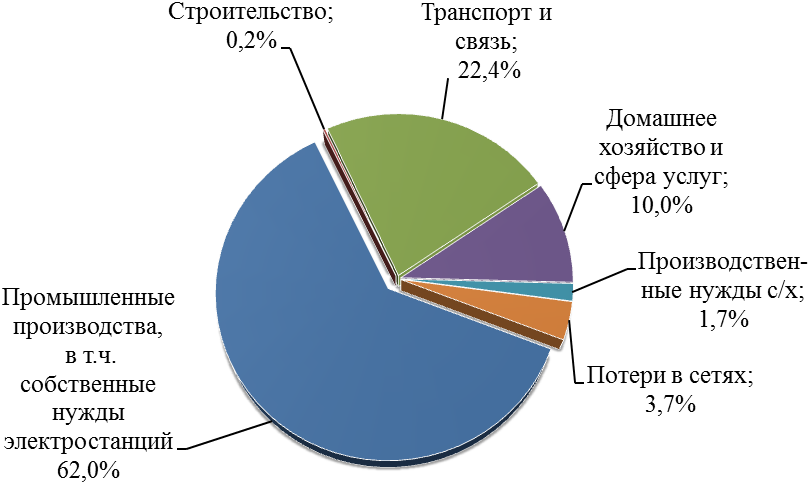 Строительство;
0,2%
Транспорт и
связь;
22,4%
Домашнее
хозяйство и
сфера услуг;
10,0%
Производствен-
ные нужды с/х;
1,7%
Потери в сетях;
3,7%
Промышленные
производства,
в т.ч.
собственные
нужды
электростанций
62,0%